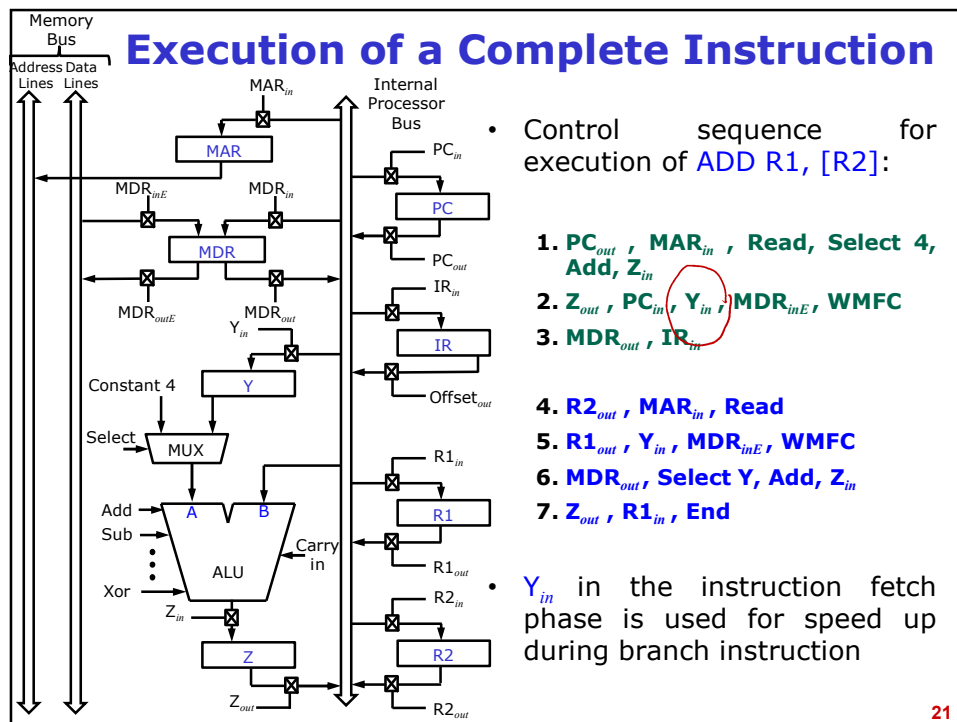 Memory
Bus
Address Data
Lines Lines
Execution of a Complete Instruction
MARin
Internal
Processor
Bus
MAR
PCin
MDRinE
MDRin
PC
MDR
PCout
MDRoutE
MDRout
IRin
Yin
IR
Y
Constant 4
Offsetout
Select
MUX
R1in
Add
A
B
Sub
R1
Carry
in
ALU
Xor
R1out
Zin
R2in
Z
R2
Zout
R2out
• Control sequence for
execution of ADD R1, [R2]:
1. PCout , MARin , Read, Select 4,
Add, Zin
2. Zout , PCin , Yin , MDRinE, WMFC
3. MDRout , IRin
4. R2out , MARin , Read
5. R1out , Yin , MDRinE, WMFC
6. MDRout, Select Y, Add, Zin
7. Zout , R1in , End
• Yin in the instruction fetch
phase is used for speed up
during branch instruction
21